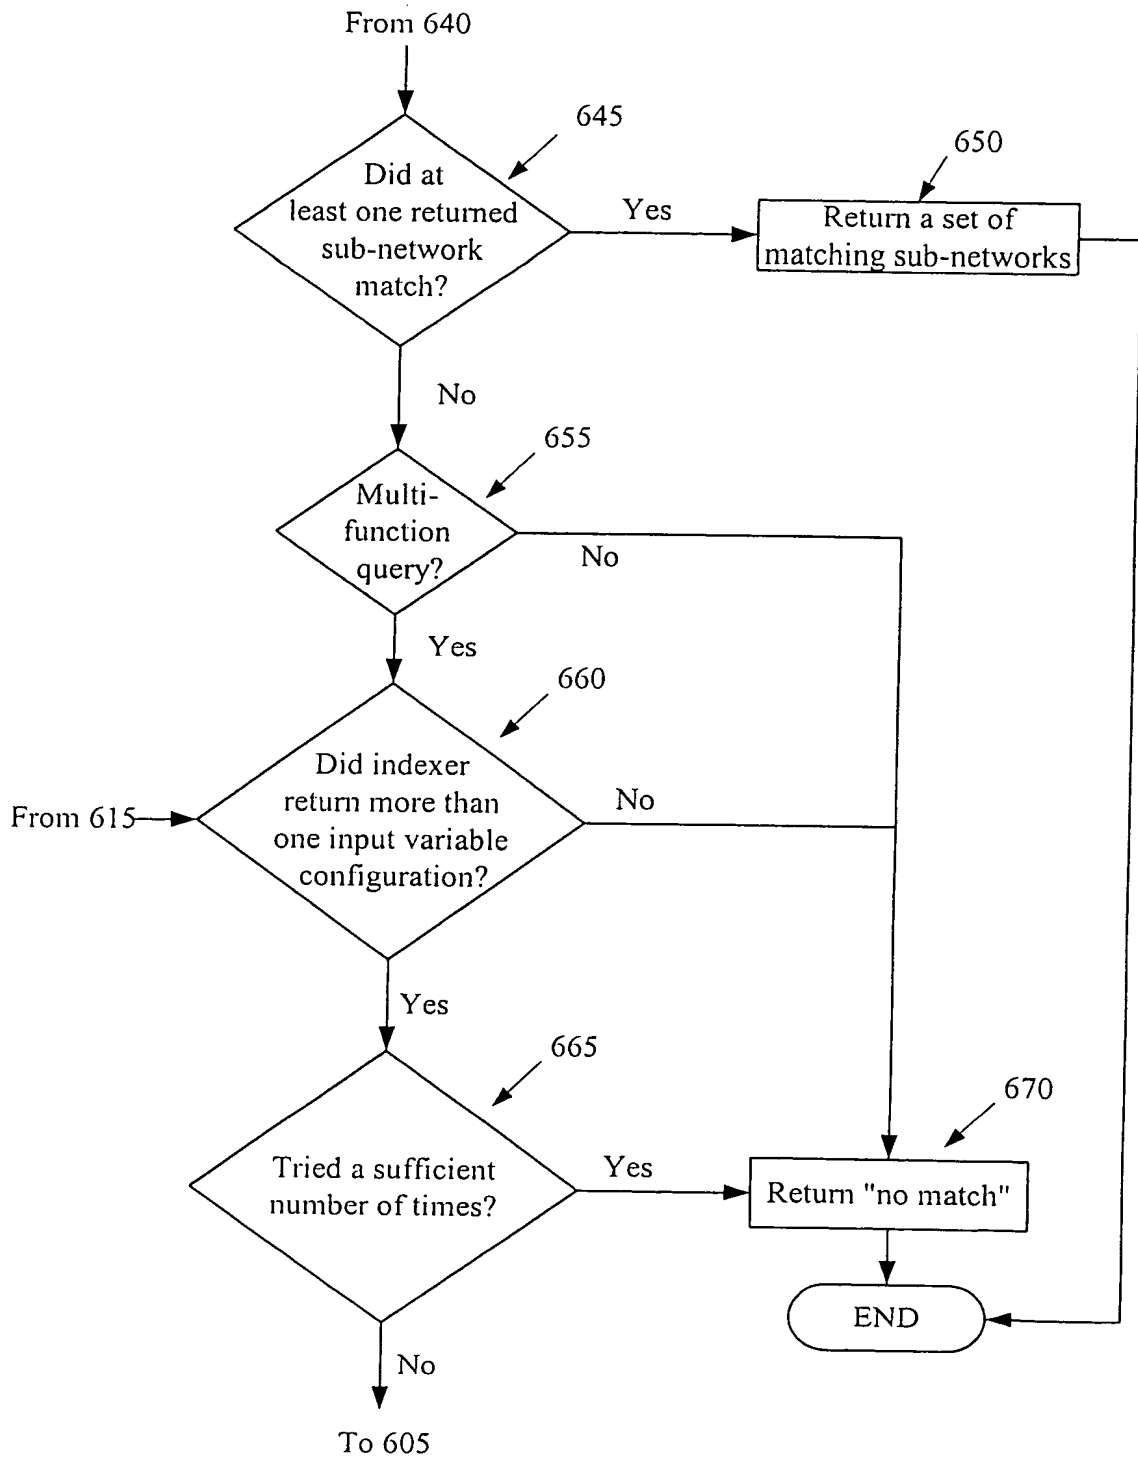 From 640
645
Did at
least one returned
sub-network
match?
Yes
650
Return a set of
matching sub-networks
No
655
Multi-
function
query?
No
Yes
660
Did indexer
return more than
one input variable
configuration?
From 615
No
Yes
665
Tried a sufficient
number of times?
Yes
670
Return "no match"
END
No
To 605